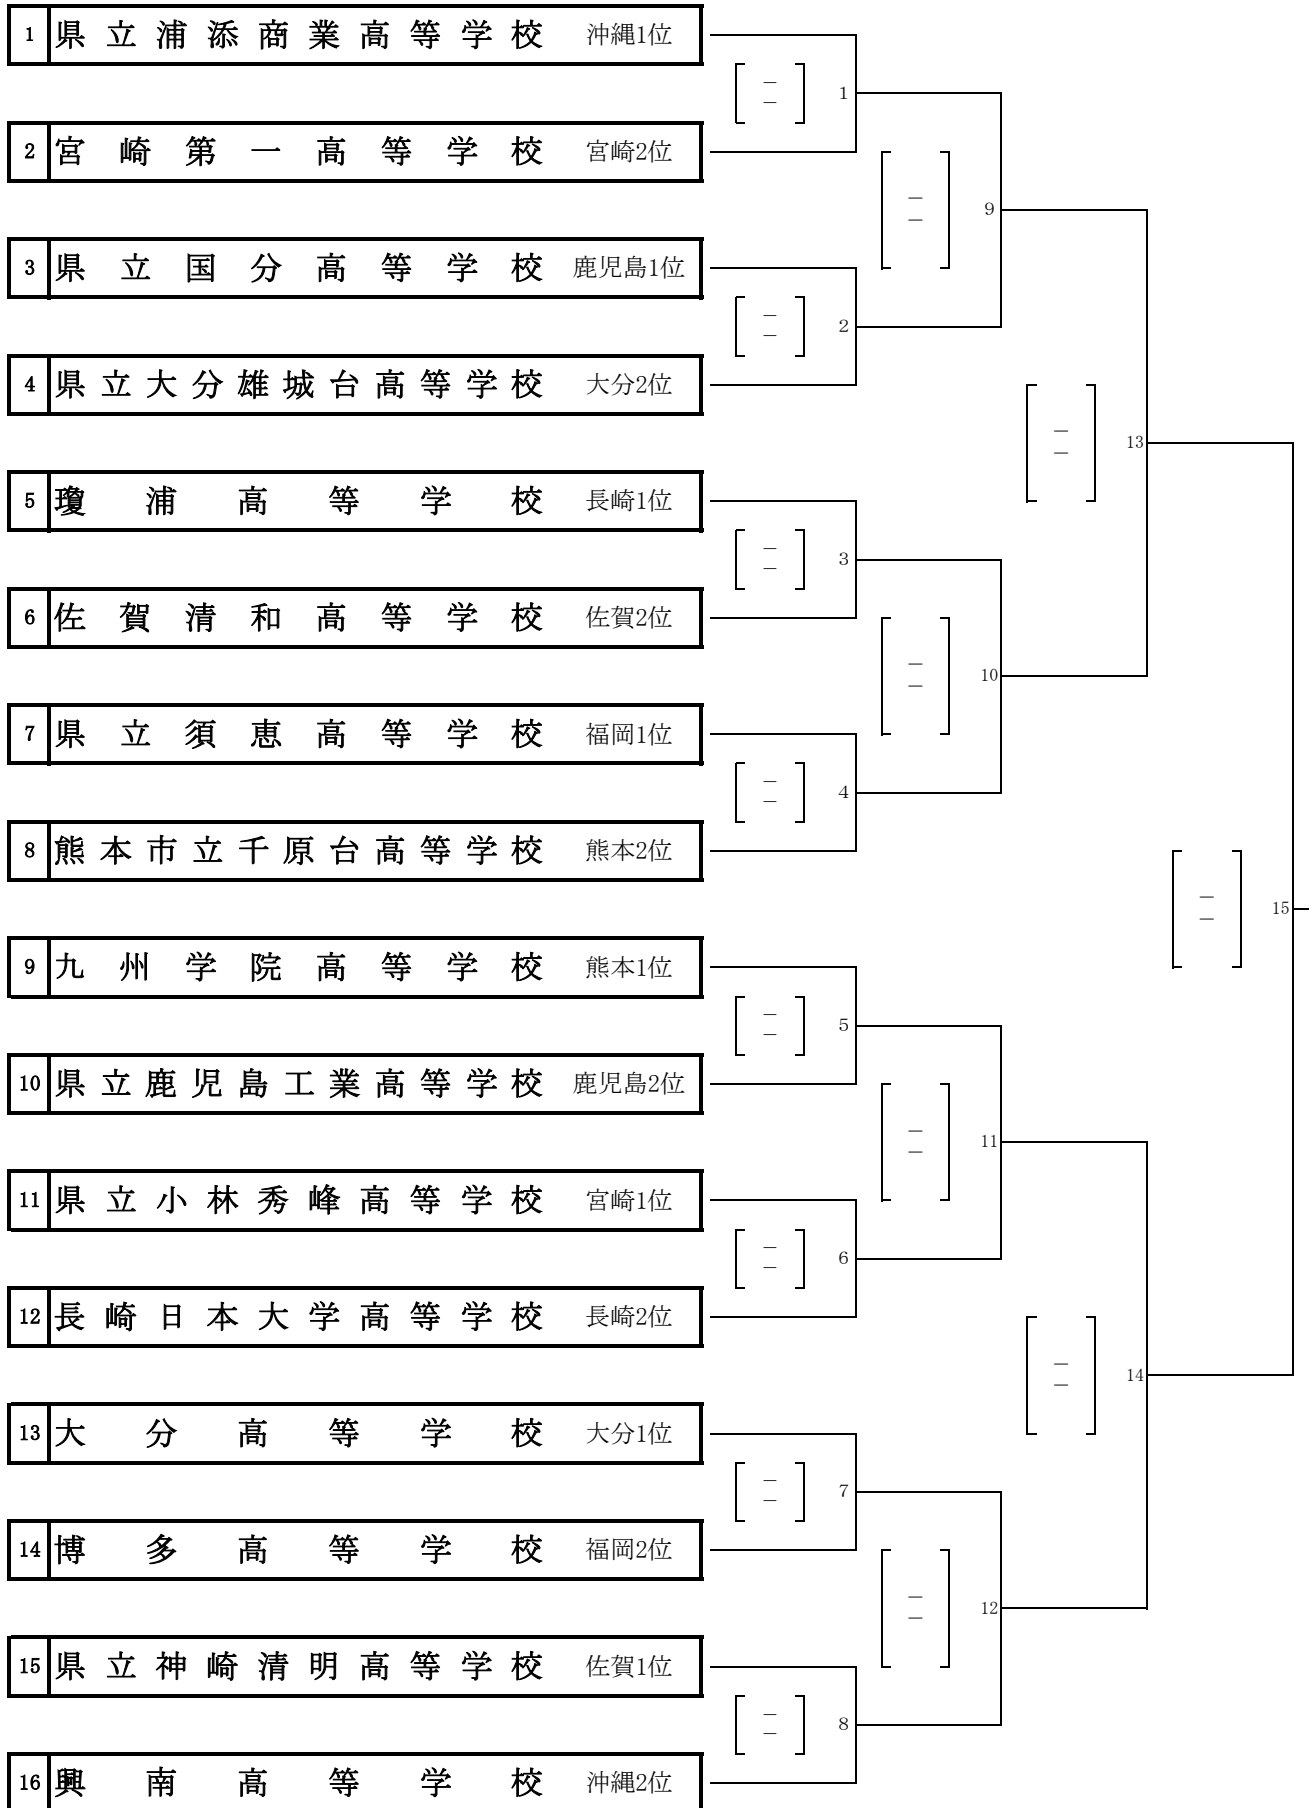 1 県立浦添商業高等学校 沖縄1位
1
2 宮崎第一高等学校 宮崎2位
9
3 県立国分高等学校 鹿児島1位
2
4 県立大分雄城台高等学校 大分2位
13
5 瓊浦高等学校 長崎1位
3
6 佐賀清和高等学校 佐賀2位
10
7 県立須恵高等学校 福岡1位
4
8 熊本市立千原台高等学校 熊本2位
15
9 九州学院高等学校 熊本1位
5
10 県立鹿児島工業高等学校 鹿児島2位
11
11 県立小林秀峰高等学校 宮崎1位
6
12 長崎日本大学高等学校 長崎2位
14
13 大分高等学校 大分1位
7
14 博多高等学校 福岡2位
12
15 県立神崎清明高等学校 佐賀1位
8
16 興南高等学校 沖縄2位